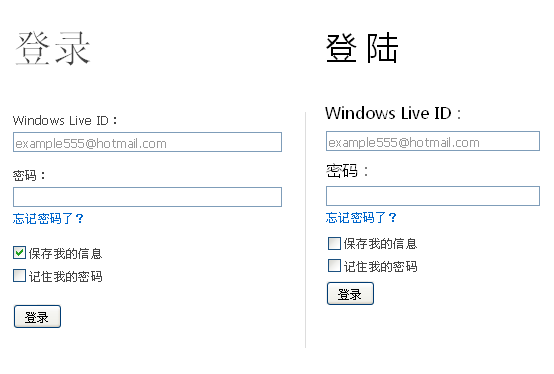 登录
Windows Live ID：
example555@hotmail.com
密码：
忘记密码了？
保存我的信息
记住我的密码
登录
登陆
Windows Live ID：
example555@hotmail.com
密码：
忘记密码了？
保存我的信息
记住我的密码
登录